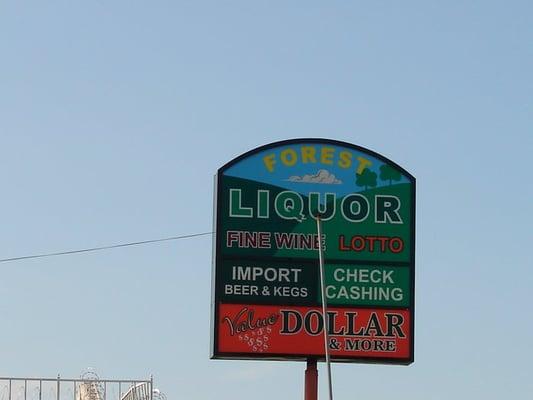 FOREST
LIQUOR
FINE WINE LOTTO
IMPORT
BEER & KEGS
CHECK
CASHING
Value DOLLAR
& MORE